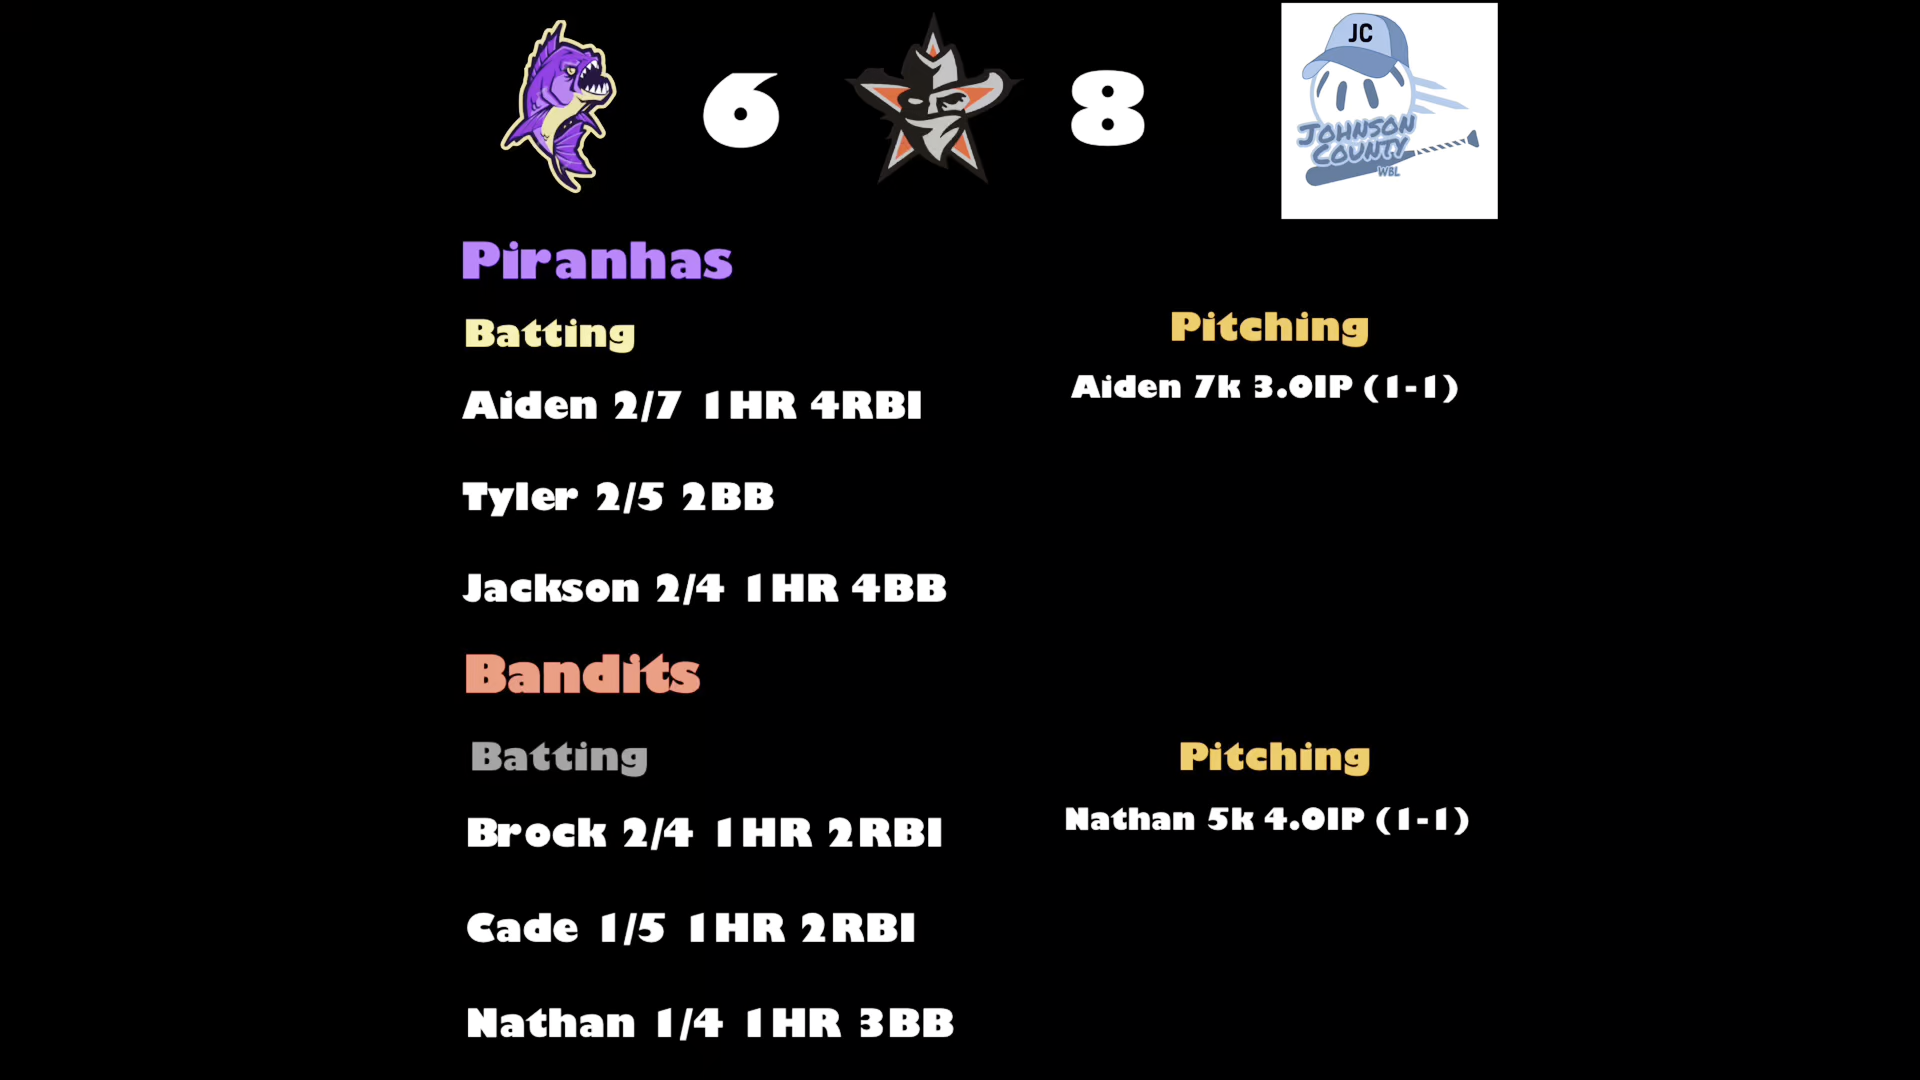 6 8
JC
JOHNSON
COUNTY
WBL
Piranhas
Batting
Pitching
Aiden 2/7 1HR 4RBI
Aiden 7k 3.0IP (1-1)
Tyler 2/5 2BB
Jackson 2/4 1HR 4BB
Bandits
Batting
Pitching
Brock 2/4 1HR 2RBI
Nathan 5k 4.0IP (1-1)
Cade 1/5 1HR 2RBI
Nathan 1/4 1HR 3BB